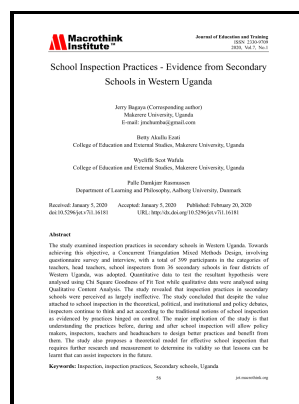 Macrothink
Institute™
Journal of Education and Training
ISSN 2330-9709
2020, Vol.7, No.1
School Inspection Practices - Evidence from Secondary
Schools in Western Uganda
Jerry Bagaya (Corresponding author)
Makerere University, Uganda
Betty Akullu Ezati
College of Education and External Studies, Makerere University, Uganda
Wycliffe Scot Wafula
College of Education and External Studies, Makerere University, Uganda
Palle Damkjær Rasmussen
Department of Learning and Philosophy, Aalborg University, Denmark
Received: January 5, 2020 Accepted: January 5, 2020 Published: February 20, 2020
doi:10.5296/jet.v7i1.16181 URL: http://dx.doi.org/10.5296/jet.v7i1.16181
Abstract
The study examined inspection practices in secondary schools in Western Uganda. Towards
achieving this objective, a Concurrent Triangulation Mixed Methods Design, involving
questionnaire survey and interview, with a total of 399 participants in the categories of
teachers, head teachers, school inspectors from 36 secondary schools in four districts of
Western Uganda, was adopted. Quantitative data to test the resultant hypothesis were
analysed using Chi Square Goodness of Fit Test while qualitative data were analysed using
Qualitative Content Analysis. The study revealed that inspection practices in secondary
schools were perceived as largely ineffective. The study concluded that despite the value
attached to school inspection in the theoretical, political, and institutional and policy debates,
inspectors continue to think and act according to the traditional notions of school inspection
as evidenced by practices hinged on control. The major implication of the study is that
understanding the practices before, during and after school inspection will allow policy
makers, inspectors, teachers and headteachers to design better practices and benefit from
them. The study also proposes a theoretical model for effective school inspection that
requires further research and measurement to determine its validity so that lessons can be
learnt that can assist inspectors in the future.
Keywords: Inspection, inspection practices, Secondary schools, Uganda
56
jet.macrothink.org